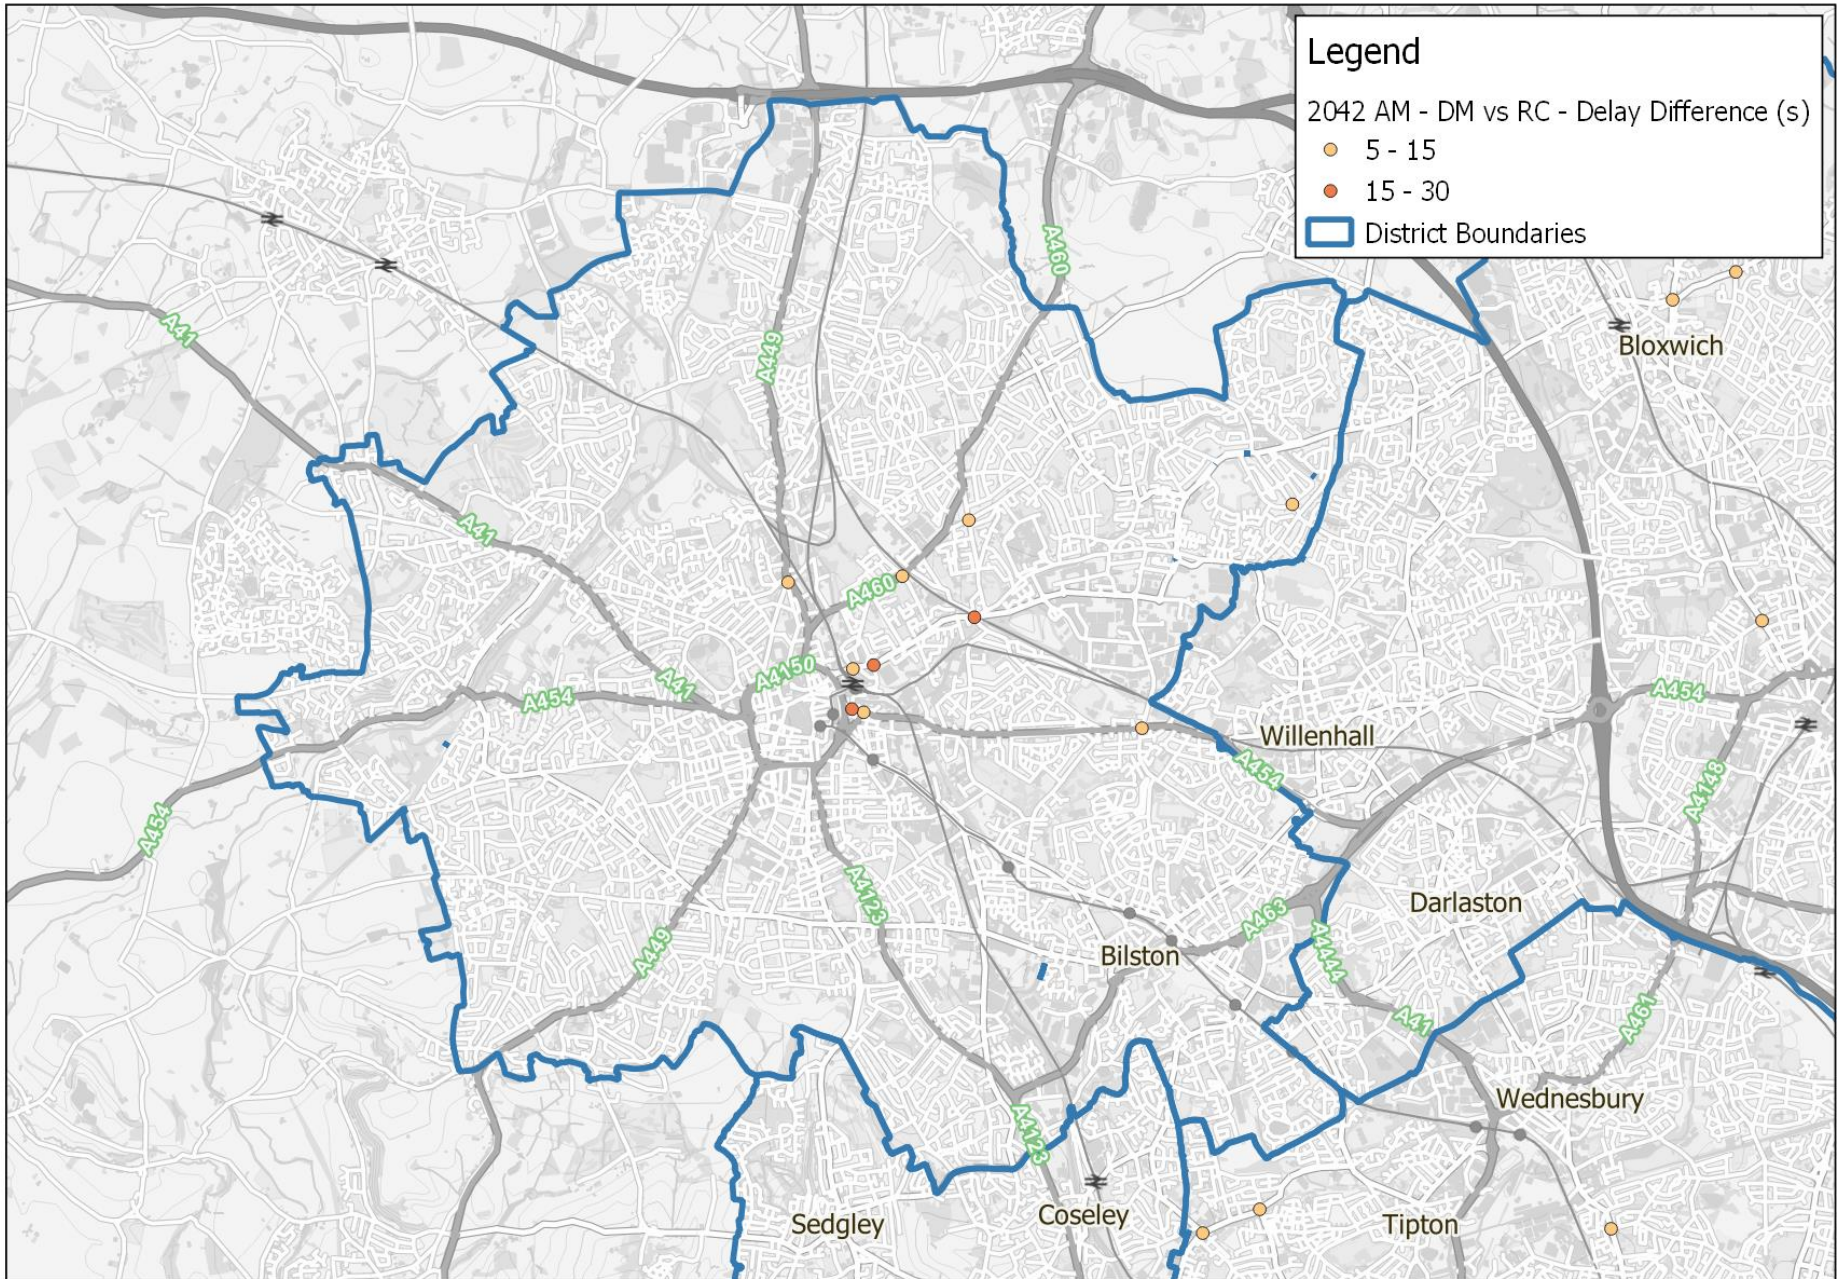 Legend
2042 AM - DM vs RC - Delay Difference (s)
5 - 15
15 - 30
District Boundaries
A460
A41
A449
Bloxwich
A41
A460
A4150
A41
A454
A454
Willenhall
A454
A4148
A454
A4123
Darlaston
A463
A449
Bilston
A4444
A41
A461
Wednesbury
A4123
Sedgley
Coseley
Tipton